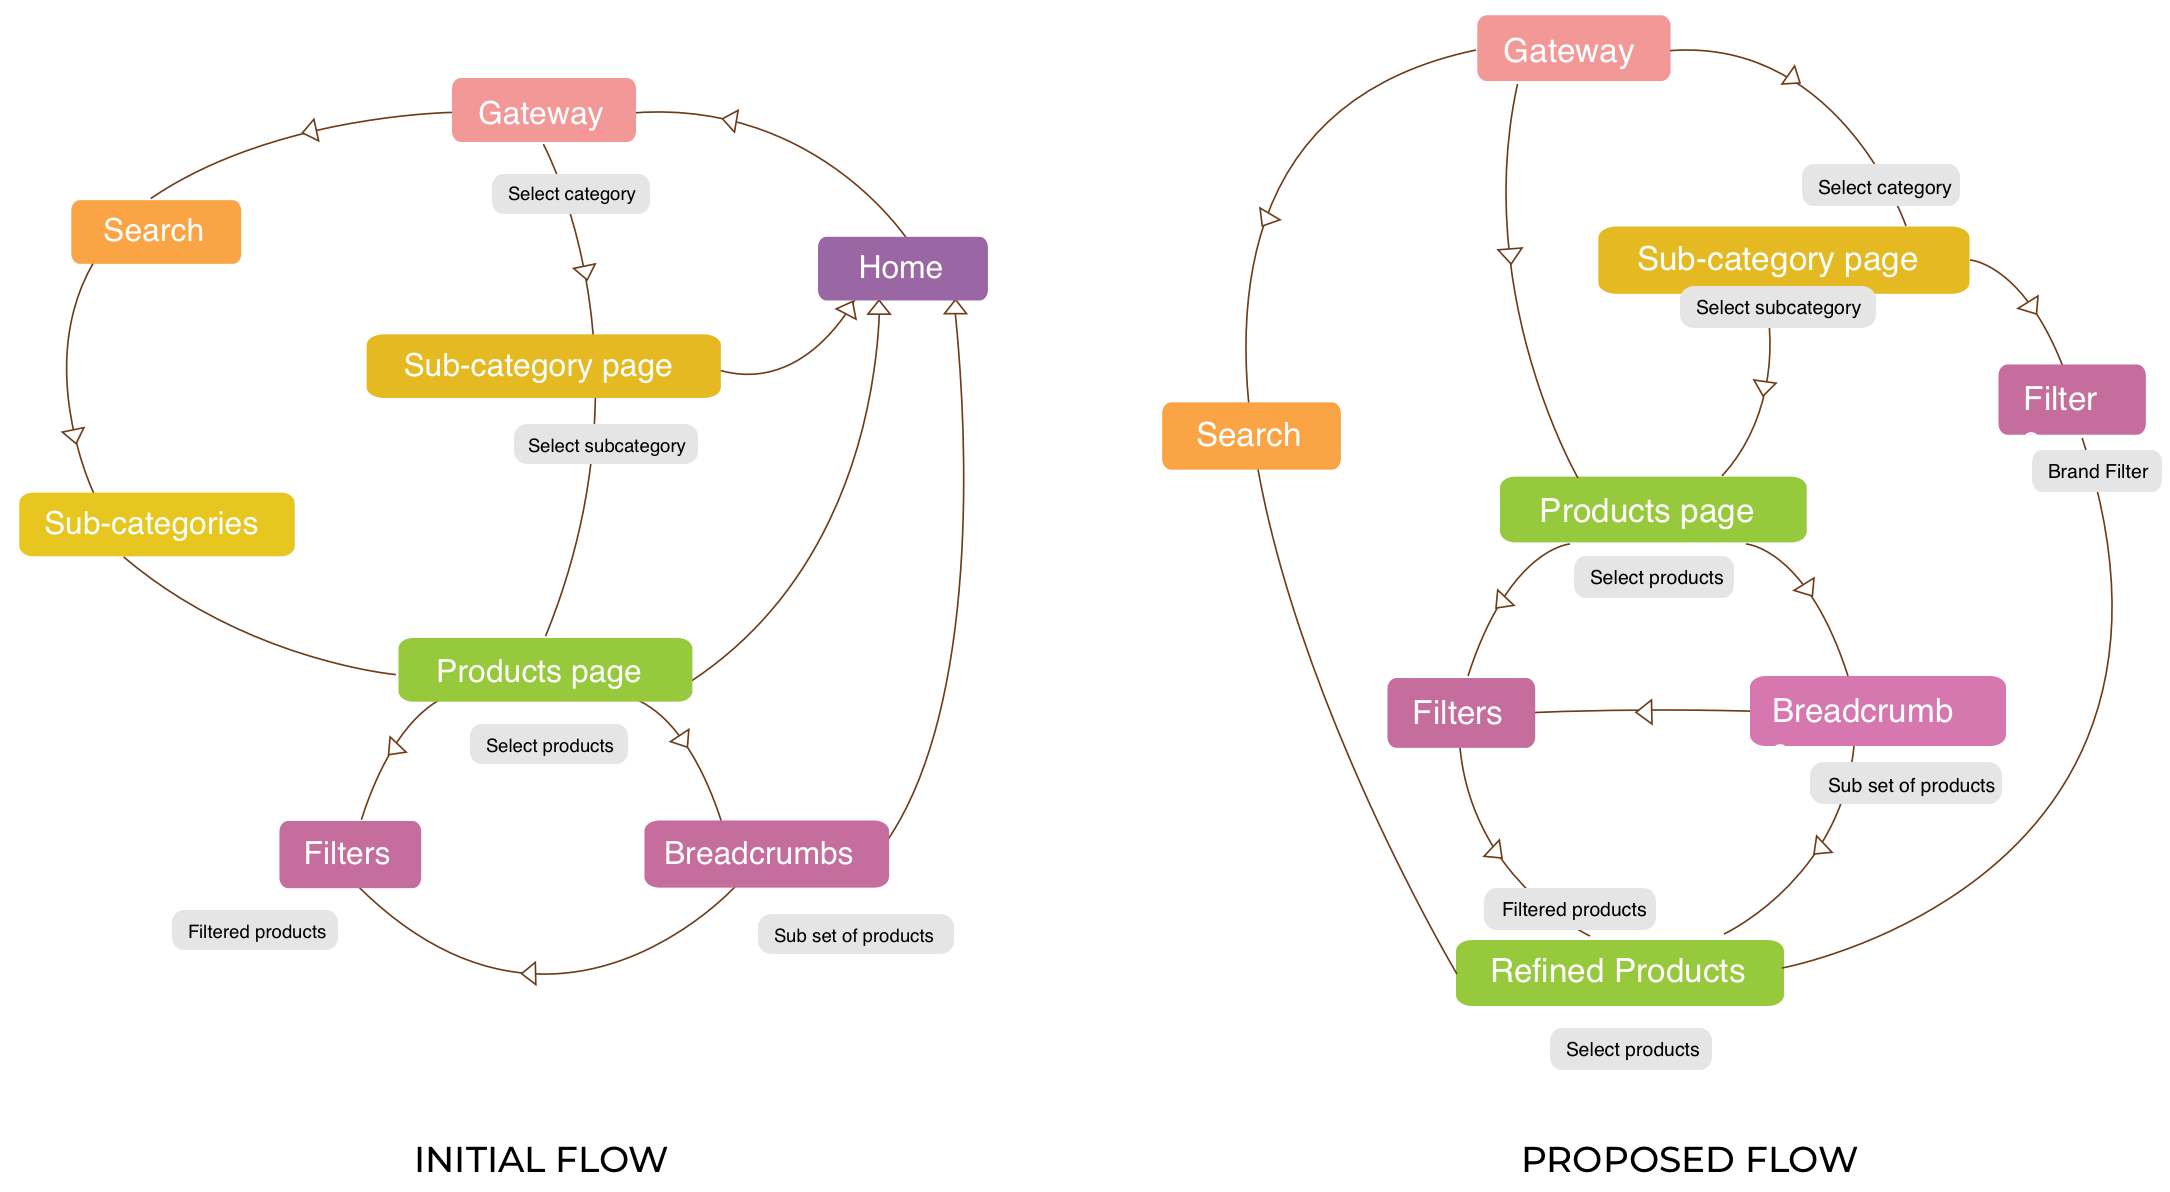 Gateway
Select category
Search
Home
Sub-category page
Select subcategory
Sub-categories
Products page
Select products
Filters
Breadcrumbs
Filtered products
Sub set of products
INITIAL FLOW
Gateway
Select category
Sub-category page
Select subcategory
Filter
Search
Brand Filter
Products page
Select products
Filters
Breadcrumb
Sub set of products
Filtered products
Refined Products
Select products
PROPOSED FLOW